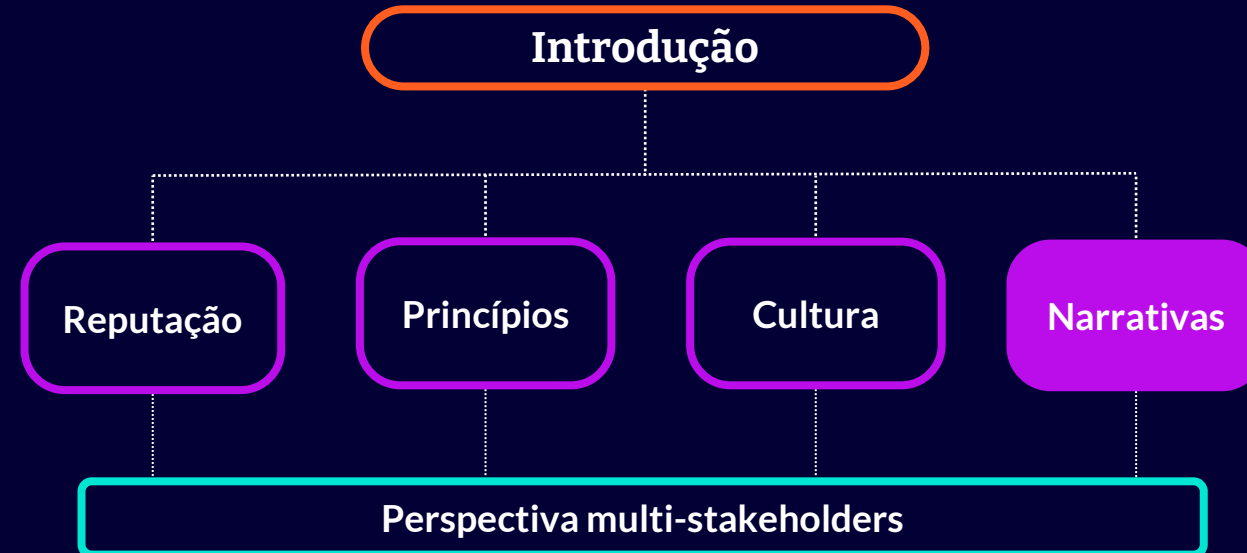 Introdução
Reputação
Princípios
Cultura
Narrativas
Perspectiva multi-stakeholders